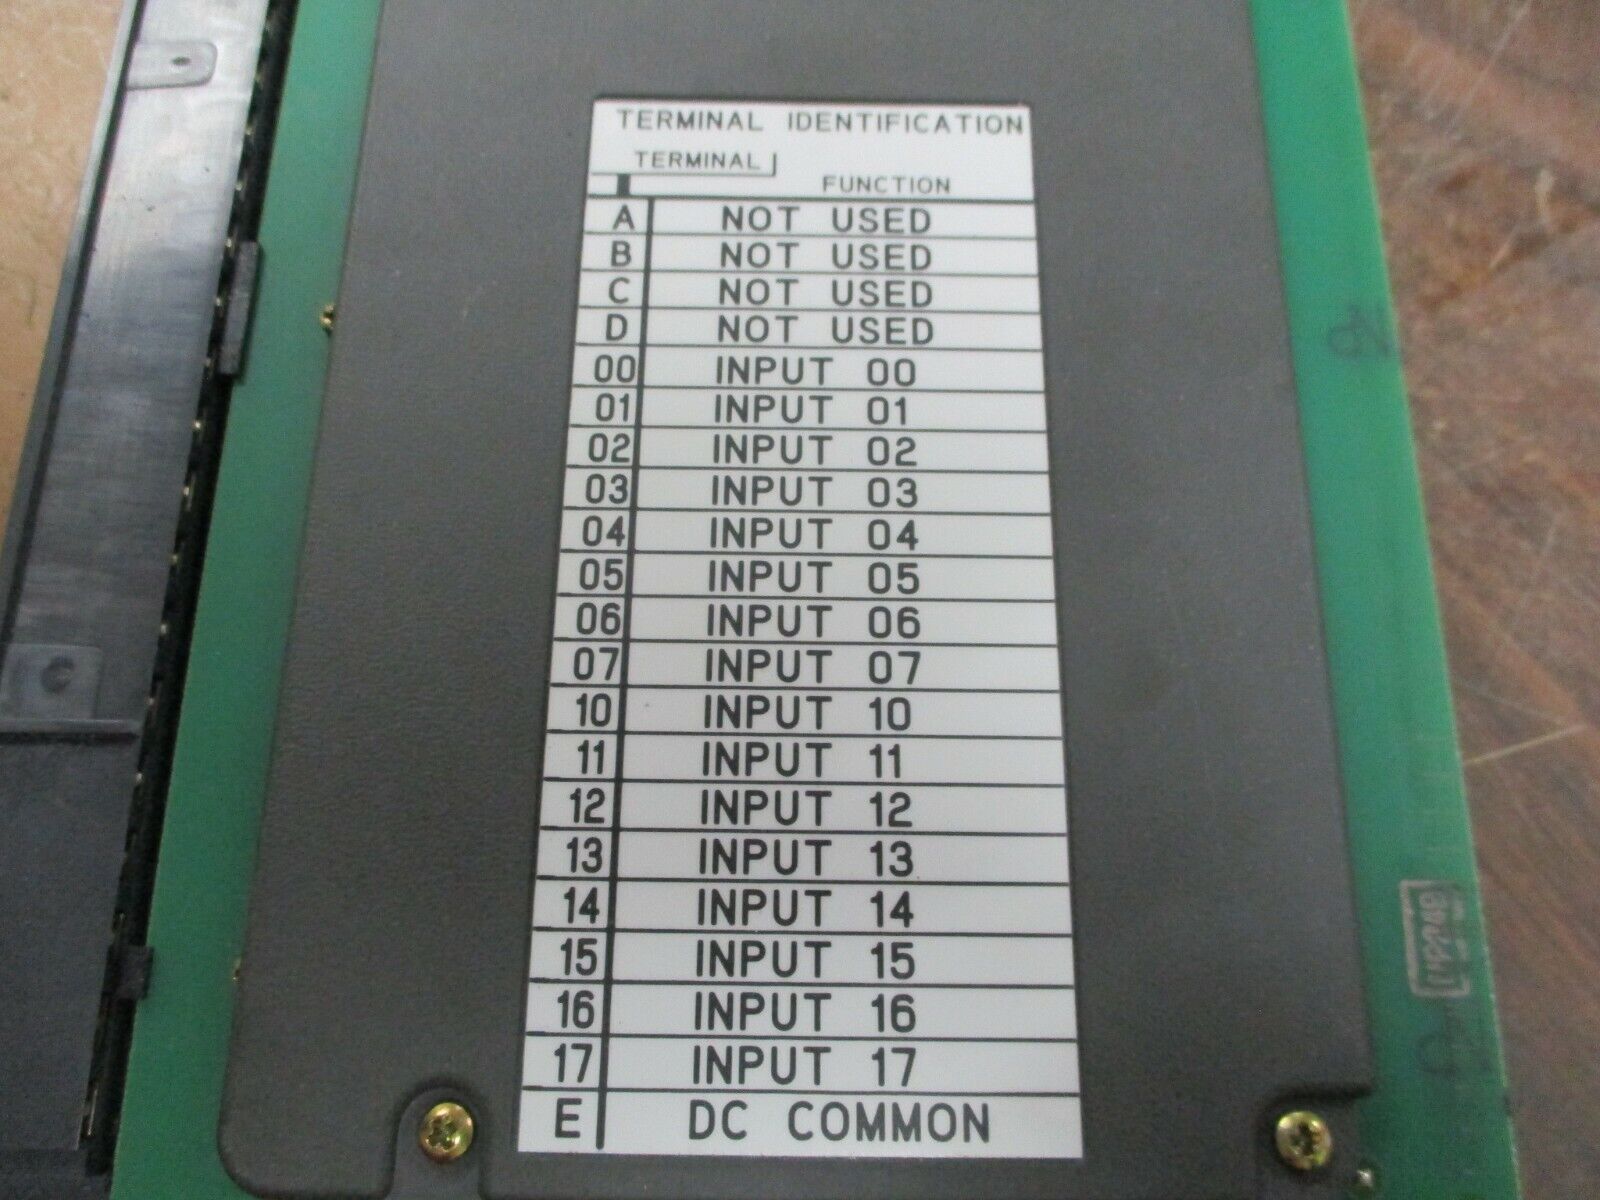 TERMINAL IDENTIFICATION
TERMINAL
FUNCTION
A NOT USED
B NOT USED
C NOT USED
D NOT USED
00 INPUT 00
01 INPUT 01
02 INPUT 02
03 INPUT 03
04 INPUT 04
05 INPUT 05
06 INPUT 06
07 INPUT 07
10 INPUT 10
11 INPUT 11
12 INPUT 12
13 INPUT 13
14 INPUT 14
15 INPUT 15
16 INPUT 16
17 INPUT 17
E DC COMMON